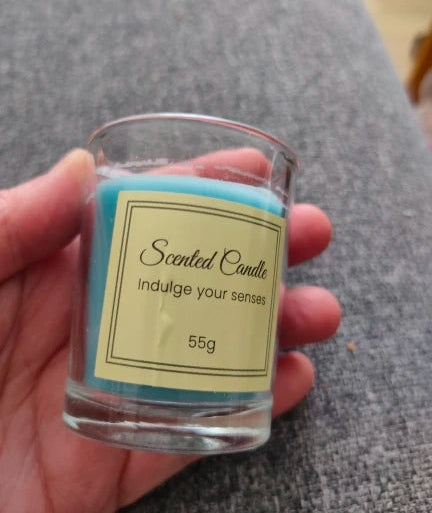 Scented Candle
Indulge your senses
55g